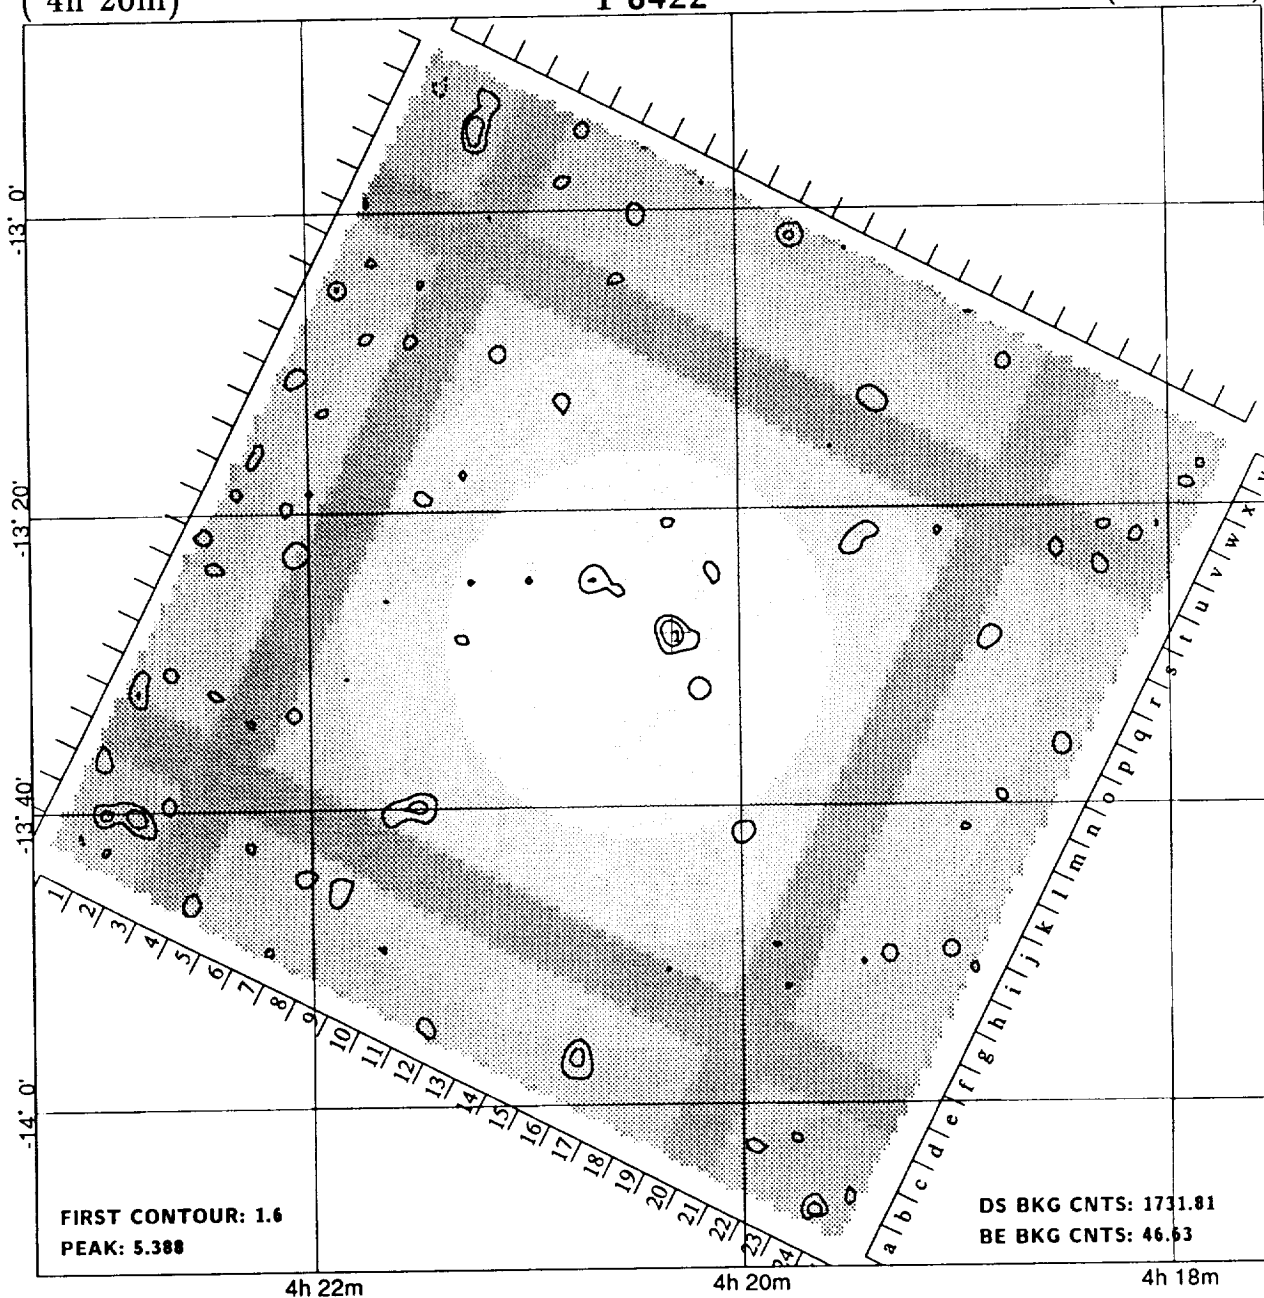 ( 4h 20m)
-13° 0'
-13° 20'
-13° 40'
-14° 0'
1
1 2 3 4 5 6 7 8 9 10 11 12 13 14 15 16 17 18 19 20 21 22 23 24
a b c d e f g h i j k l m n o p q r s t u v w x
FIRST CONTOUR: 1.6
PEAK: 5.388
DS BKG CNTS: 1731.81
BE BKG CNTS: 46.63
4h 22m
4h 20m
4h 18m